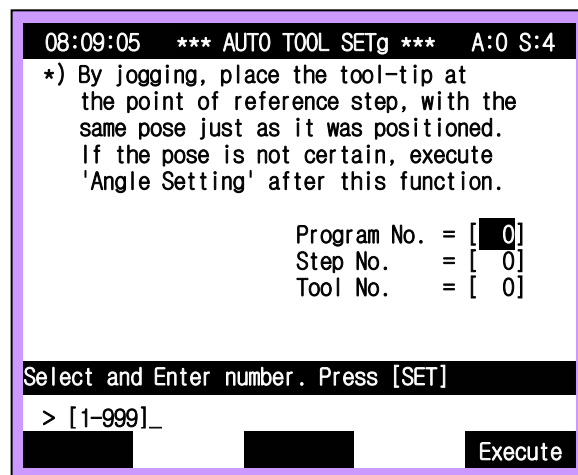 08:09:05 *** AUTO TOOL SETg *** A:0 S:4
*) By jogging, place the tool-tip at
the point of reference step, with the
same pose just as it was positioned.
If the pose is not certain, execute
'Angle Setting' after this function.
Program No. = [ 0]
Step No. = [ 0]
Tool No. = [ 0]
Select and Enter number. Press [SET]
> [1-999]_
Execute